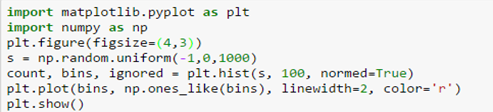 import matplotlib.pyplot as plt
import numpy as np
plt.figure(figsize=(4,3))
s = np.random.uniform(-1,0,1000)
count, bins, ignored = plt.hist(s, 100, normed=True)
plt.plot(bins, np.ones_like(bins), linewidth=2, color='r')
plt.show()